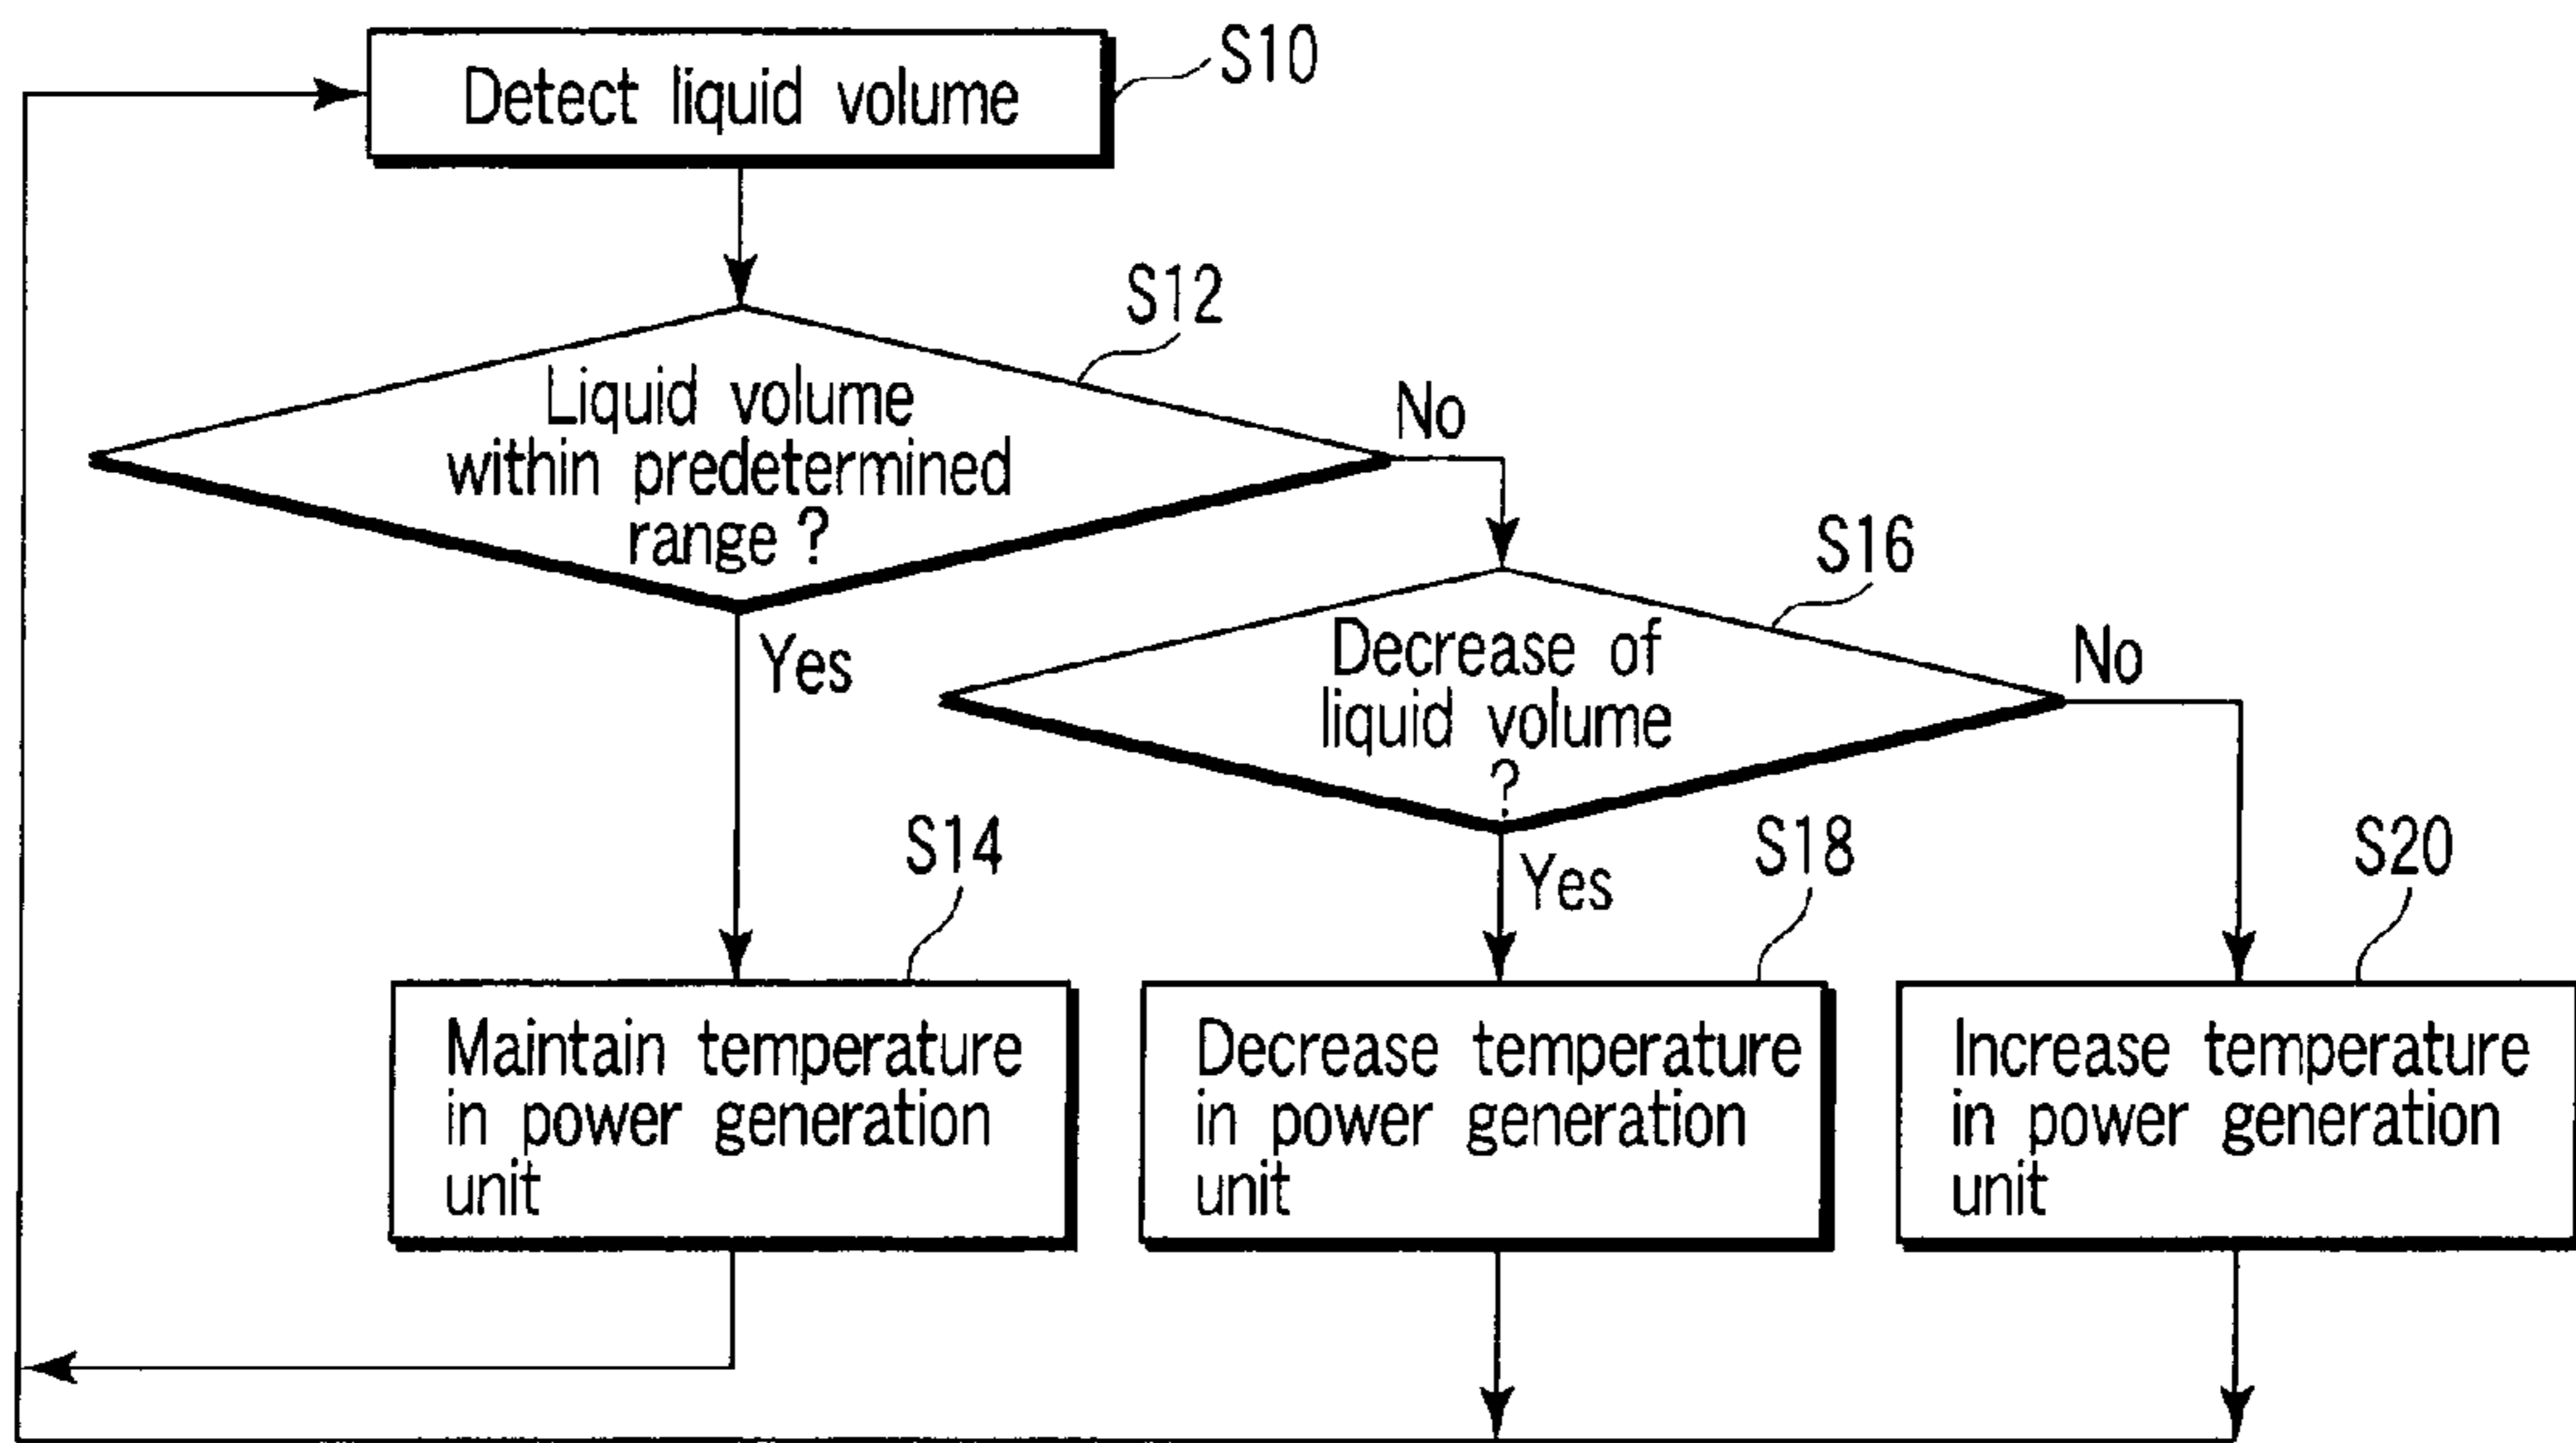 Detect liquid volume
S10
S12
Liquid volume
within predetermined
range ?
No
Yes
S16
Decrease of
liquid volume
?
No
Yes
S14
Maintain temperature
in power generation
unit
S18
Decrease temperature
in power generation
unit
S20
Increase temperature
in power generation
unit